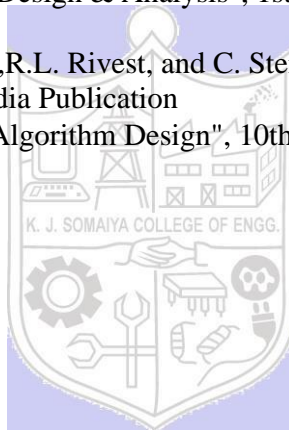 Design & Analysis", 1st
,R.L. Rivest, and C. Ste
dia Publication
Algorithm Design", 10th
K. J. SOMAIYA COLLEGE OF ENGG.